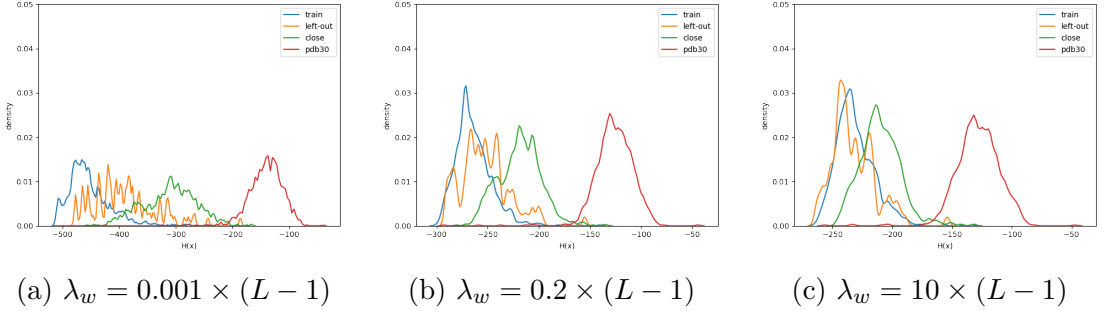 0.05
0.04
0.03
0.02
0.01
0.00
density
−500
−400
−300
−200
−100
H(x)
train
left-out
close
pdb30
0.05
0.04
0.03
0.02
0.01
0.00
density
−300
−250
−200
−150
−100
−50
H(x)
train
left-out
close
pdb30
0.05
0.04
0.03
0.02
0.01
0.00
density
−250
−200
−150
−100
−50
H(x)
train
left-out
close
pdb30
(a) λ_w = 0.001 × (L − 1)
(b) λ_w = 0.2 × (L − 1)
(c) λ_w = 10 × (L − 1)